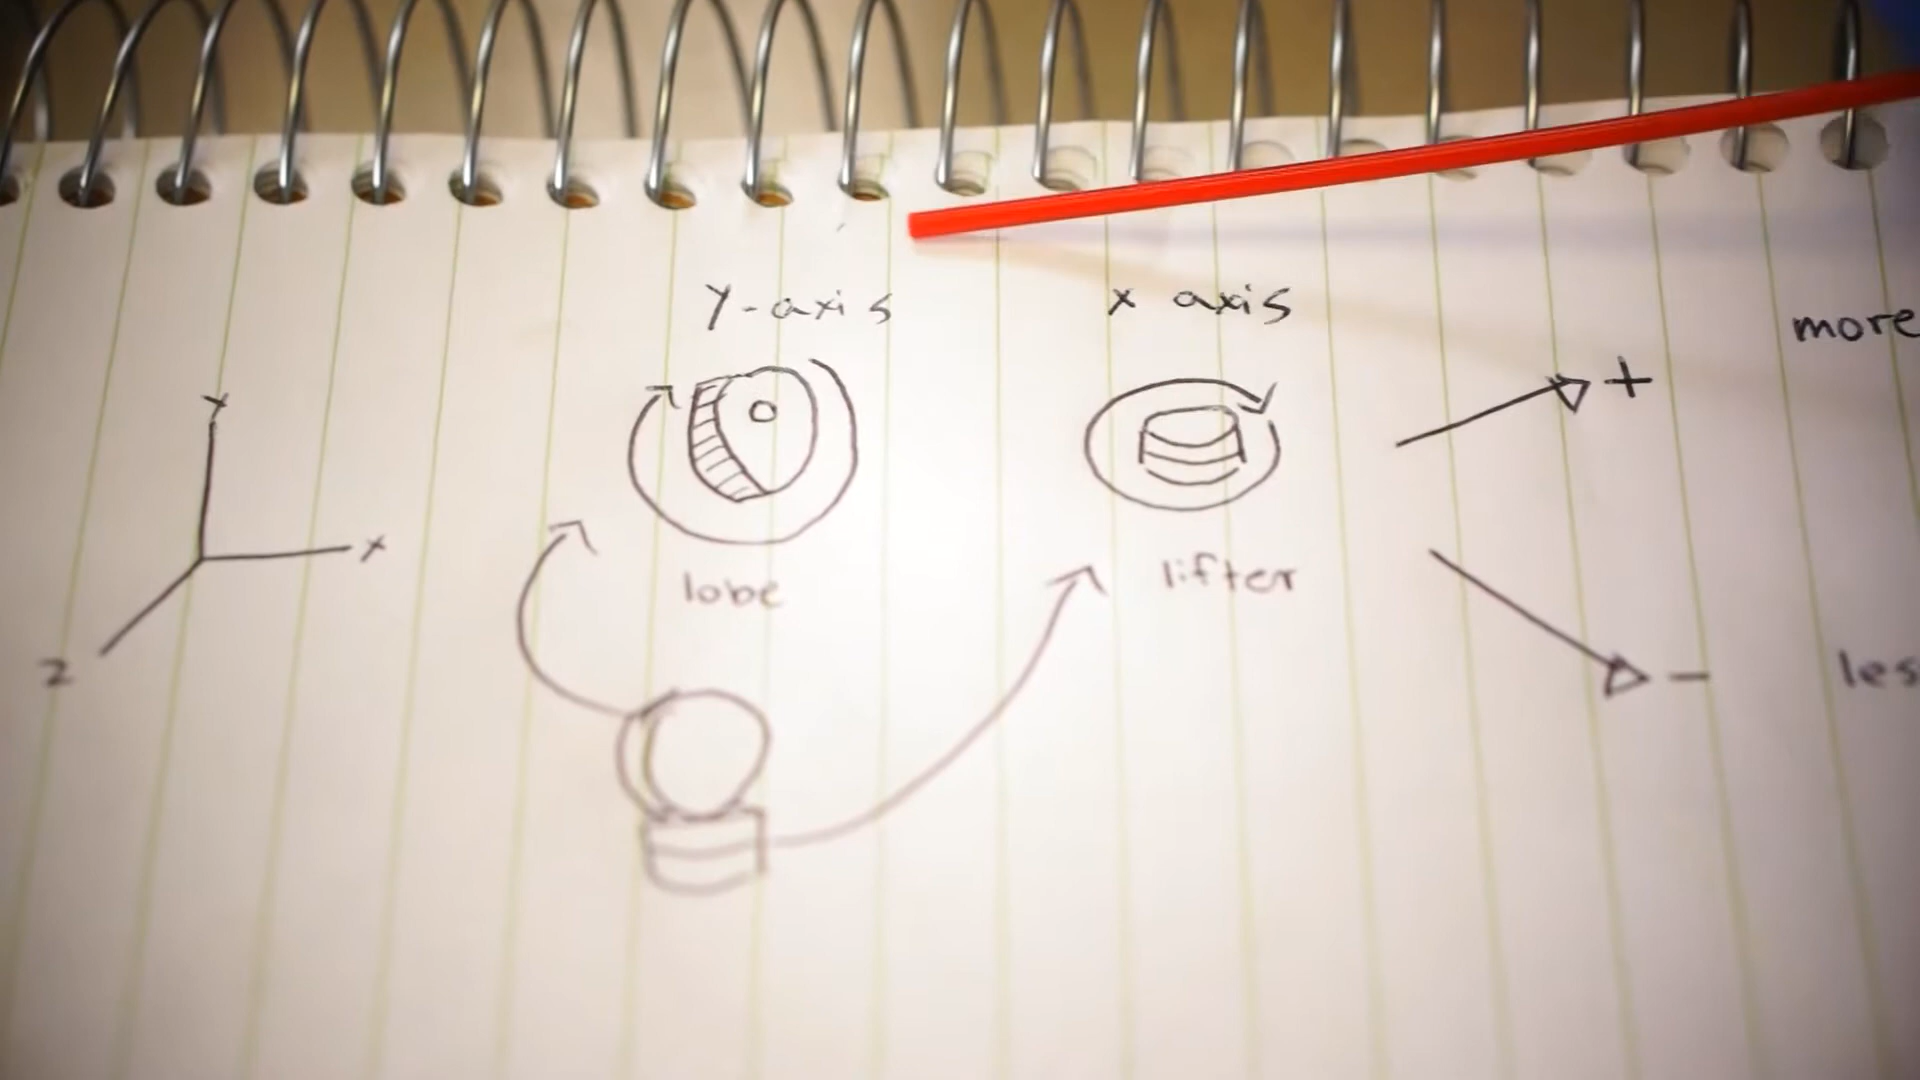 y-axis
x axis
more
+
y
x
z
lobe
lifter
-
les